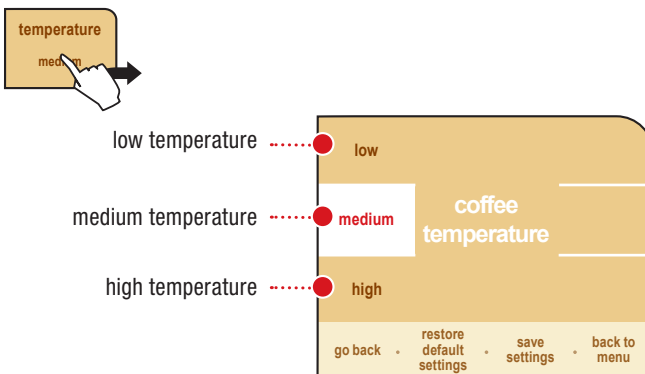 temperature
medium
low temperature
low
medium temperature
medium
coffee
temperature
high temperature
high
go back
restore
default
settings
save
settings
back to
menu